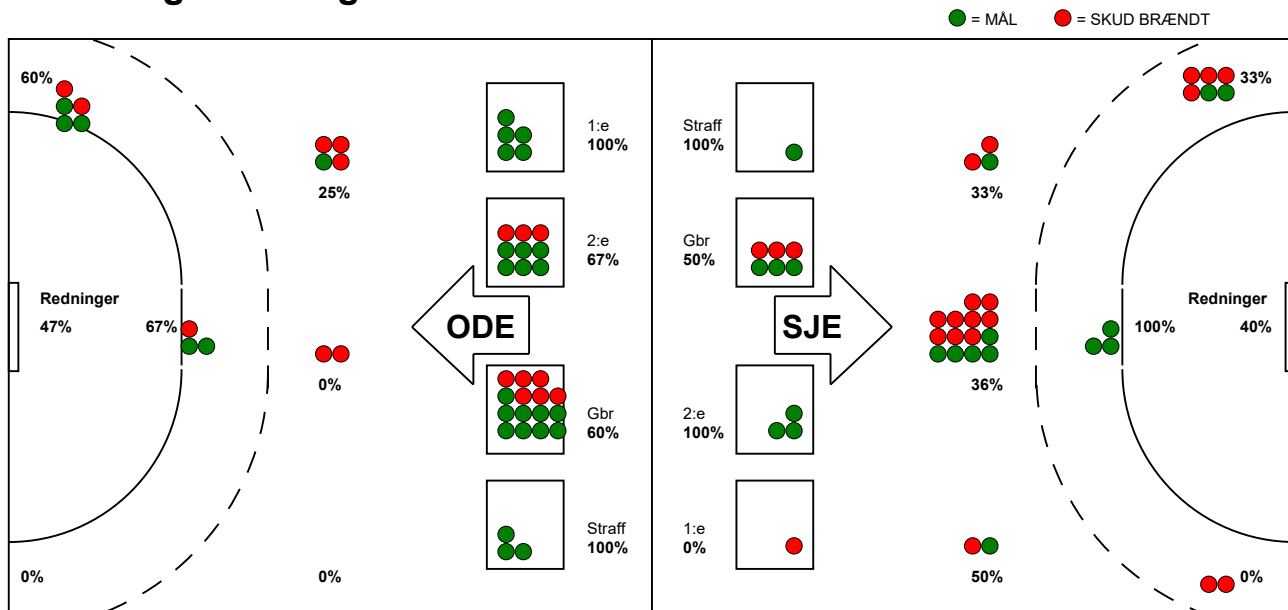 = MÅL
= SKUD BRÆNDT
60%
25%
1:e
100%
2:e
67%
Redninger
47%
67%
ODE
0%
Gbr
60%
Straff
100%
0%
0%
Straff
100%
33%
33%
Gbr
50%
SJE
Redninger
100%
40%
36%
2:e
100%
1:e
0%
50%
0%